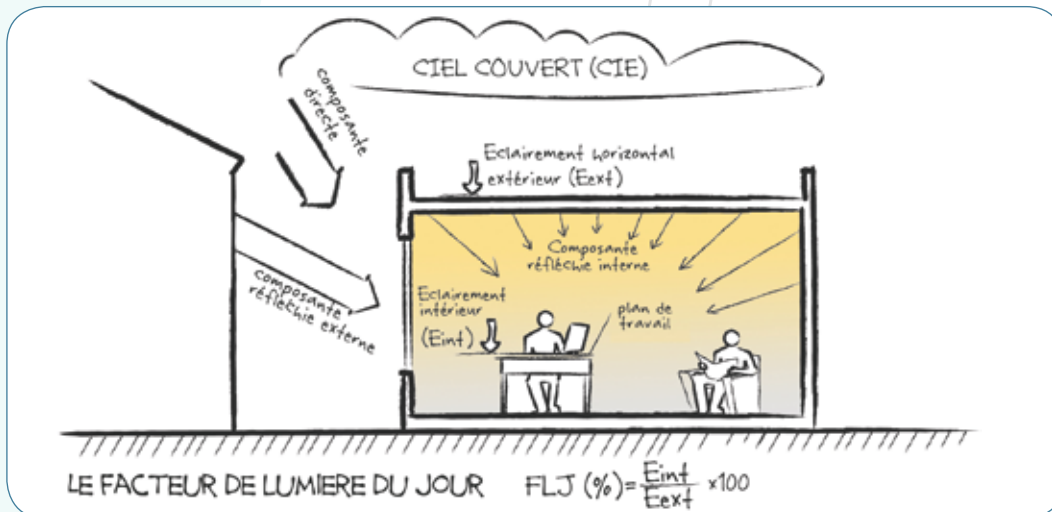 CIEL COUVERT (CIE)
composante
directe
Eclairement horizontal
extérieur (Eext)
Composante
réfléchie interne
composante
réfléchie externe
Eclairement
intérieur
(Eint)
plan de
travail
LE FACTEUR DE LUMIERE DU JOUR FLJ (%) = Eint / Eext x100